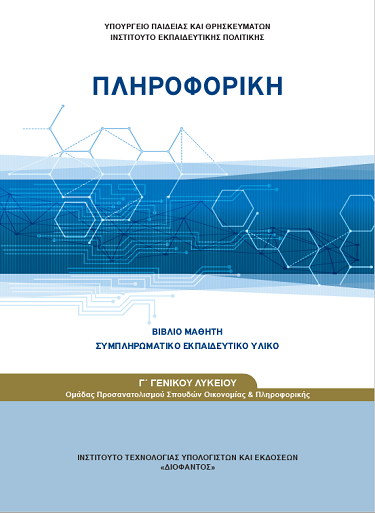 ΥΠΟΥΡΓΕΙΟ ΠΑΙΔΕΙΑΣ ΚΑΙ ΘΡΗΣΚΕΥΜΑΤΩΝ
ΙΝΣΤΙΤΟΥΤΟ ΕΚΠΑΙΔΕΥΤΙΚΗΣ ΠΟΛΙΤΙΚΗΣ
ΠΛΗΡΟΦΟΡΙΚΗ
ΒΙΒΛΙΟ ΜΑΘΗΤΗ
ΣΥΜΠΛΗΡΩΜΑΤΙΚΟ ΕΚΠΑΙΔΕΥΤΙΚΟ ΥΛΙΚΟ
Γ΄ ΓΕΝΙΚΟΥ ΛΥΚΕΙΟΥ
Ομάδας Προσανατολισμού Σπουδών Οικονομίας & Πληροφορικής
ΙΝΣΤΙΤΟΥΤΟ ΤΕΧΝΟΛΟΓΙΑΣ ΥΠΟΛΟΓΙΣΤΩΝ ΚΑΙ ΕΚΔΟΣΕΩΝ
«ΔΙΟΦΑΝΤΟΣ»